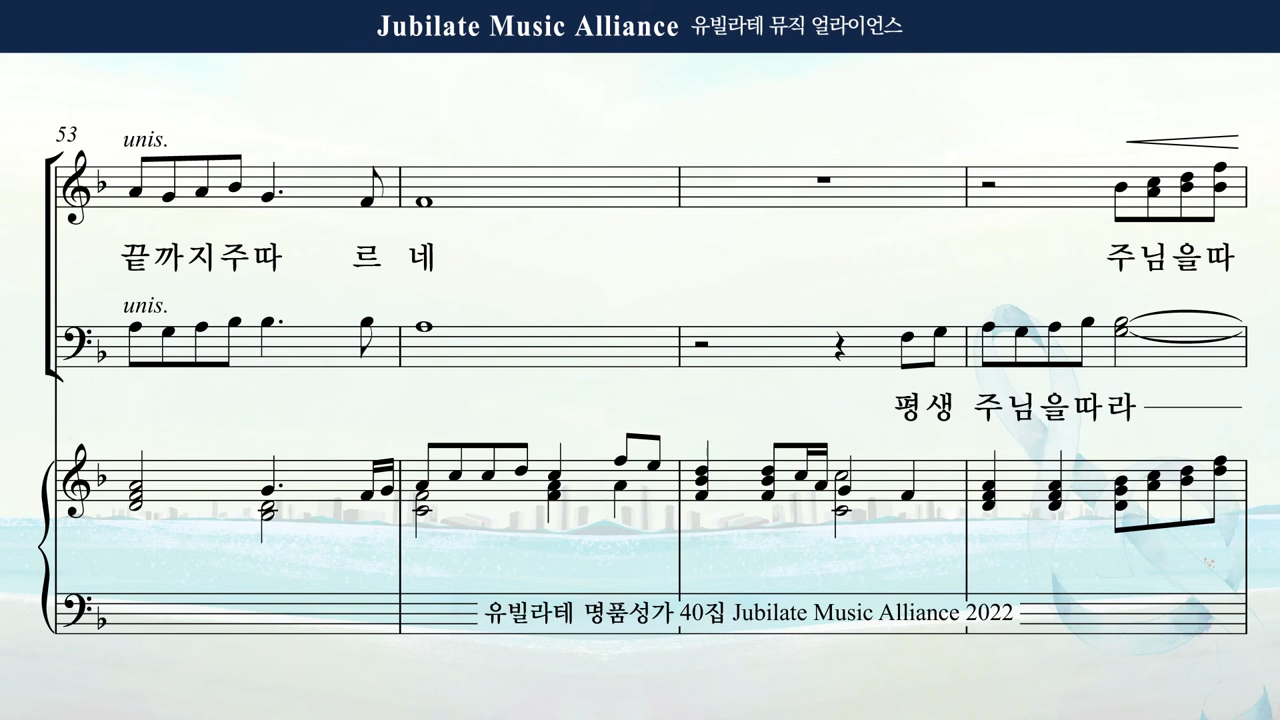 Jubilate Music Alliance 유빌라테 뮤직 얼라이언스
53
unis.
끝까지주따 르 네 주님을따
unis.
평생 주님을따라
유빌라테 명품성가 40집 Jubilate Music Alliance 2022